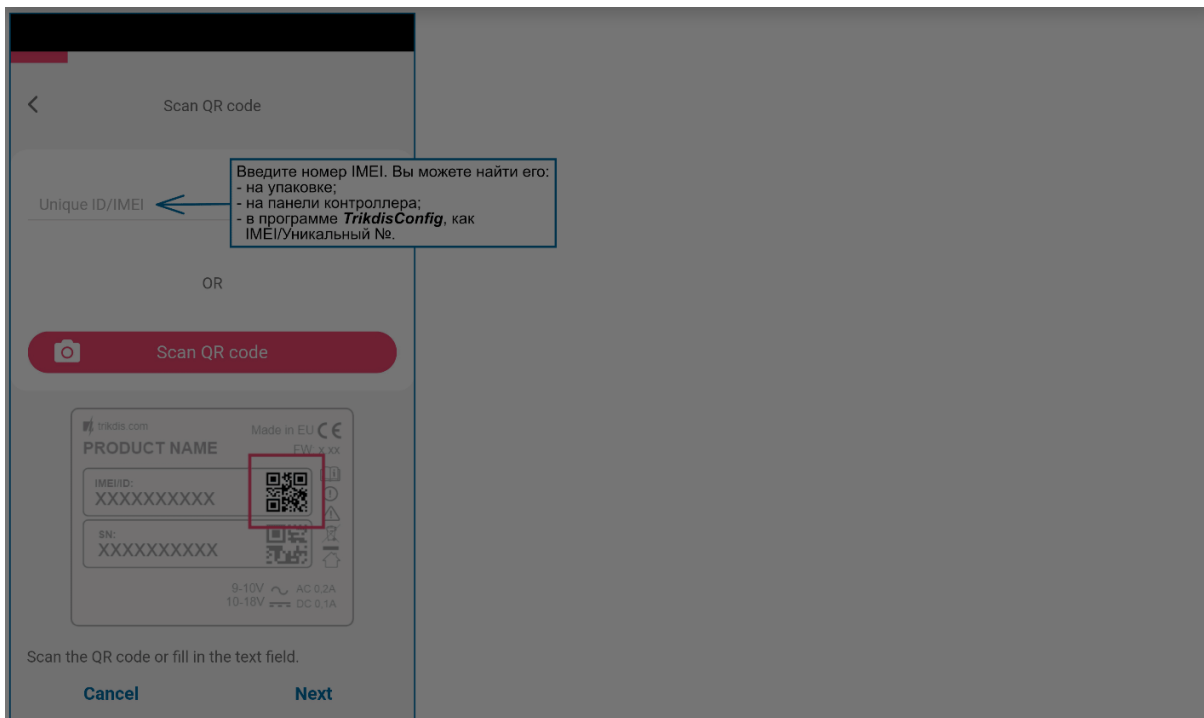 Scan QR code
Введите номер IMEI. Вы можете найти его:
- на упаковке;
- на панели контроллера;
- в программе TrikdisConfig, как
IMEI/Уникальный №.
Unique ID/IMEI
OR
Scan QR code
trikdis.com
Made in EU CE
PRODUCT NAME
FW: x.xx
IMEI/ID:
XXXXXXXXXX
SN:
XXXXXXXXXX
9-10V AC 0.2A
10-18V DC 0.1A
Scan the QR code or fill in the text field.
Cancel Next